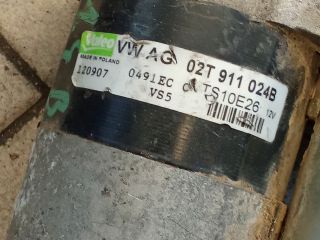 Valeo VW AG 02T 911 024B
MADE IN POLAND
120907 0491EC TS10E26 12V
VS5